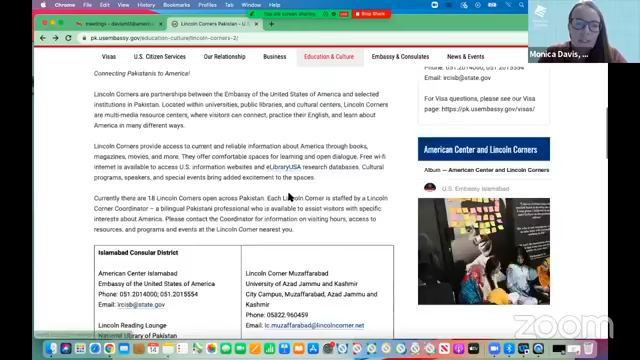 Chrome File Edit View History Bookmarks Profiles Tab Window Help
You are screen sharing
Stop Share
Lincoln Corners Pakistan - U.S.
pk.usembassy.gov/education-culture/lincoln-corners-2/
Visas
U.S. Citizen Services
Our Relationship
Business
Education & Culture
Embassy & Consulates
News & Events
Connecting Pakistanis to America!
Lincoln Corners are partnerships between the Embassy of the United States of America and selected
institutions in Pakistan. Located within universities, public libraries, and cultural centers, Lincoln Corners
are multi-media resource centers, where visitors can connect, practice their English, and learn about
America in many different ways.
Lincoln Corners provide access to current and reliable information about America through books,
magazines, movies, and more. They offer comfortable spaces for learning and open dialogue. Free wifi
internet is available to access U.S. information websites and eLibraryUSA research databases. Cultural
programs, speakers, and special events bring added excitement to the spaces.
Currently there are 18 Lincoln Corners open across Pakistan. Each Lincoln Corner is staffed by a Lincoln
Corner Coordinator – a bilingual Pakistani professional who is available to assist visitors with specific
interests about America. Please contact the Coordinator for information on visiting hours, access to
resources, and programs and events at the Lincoln Corner nearest you.
Islamabad Consular District
American Center Islamabad
Embassy of the United States of America
Phone: 051.2014000; 051.2015554
Email: ircisb@state.gov
Lincoln Reading Lounge
National Library of Pakistan
Lincoln Corner Muzaffarabad
University of Azad Jammu and Kashmir
City Campus, Muzaffarabad, Azad Jammu and
Kashmir
Phone: 05822.960459
Email: lc.muzaffarabad@lincolncorner.net
Phone: 051.2014000; 051.2015554
Email: ircisb@state.gov
For Visa questions, please see our Visa
page: https://pk.usembassy.gov/visas/
American Center and Lincoln Corners
Album — American Center and Lincoln Corners
U.S. Embassy Islamabad
Monica Davis, ...
zoom